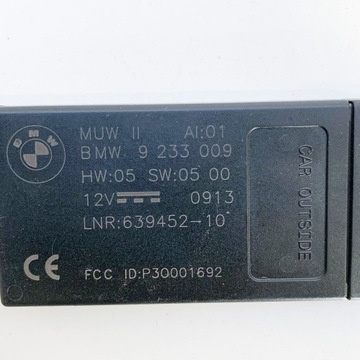 BMW
MUW II AI:01
BMW 9 233 009
HW:05 SW:05 00
12V 0913
LNR:639452-10
CE
FCC ID:P30001692
CAR OUTSIDE